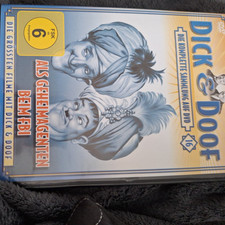 DICK & DOOF
DIE KOMPLETTE SAMMLUNG AUF DVD
16
AB
6
ALS GEHEIMAGENTEN
BEIM FBI
DIE GRÖSSTEN FILME MIT DICK & DOOF